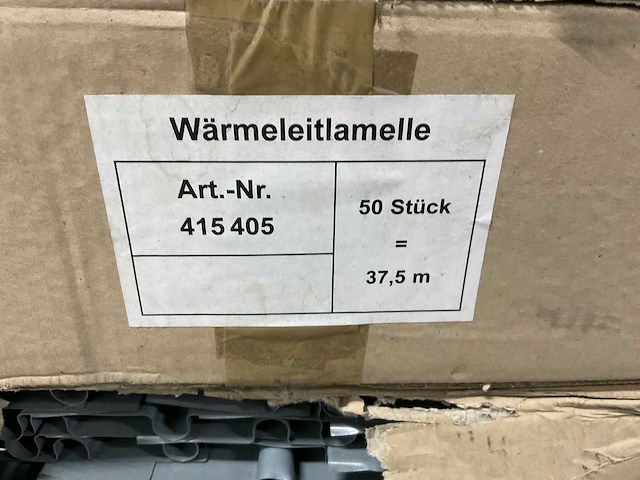 Wärmeleitlamelle
Art.-Nr.
415 405
50 Stück
=
37,5 m